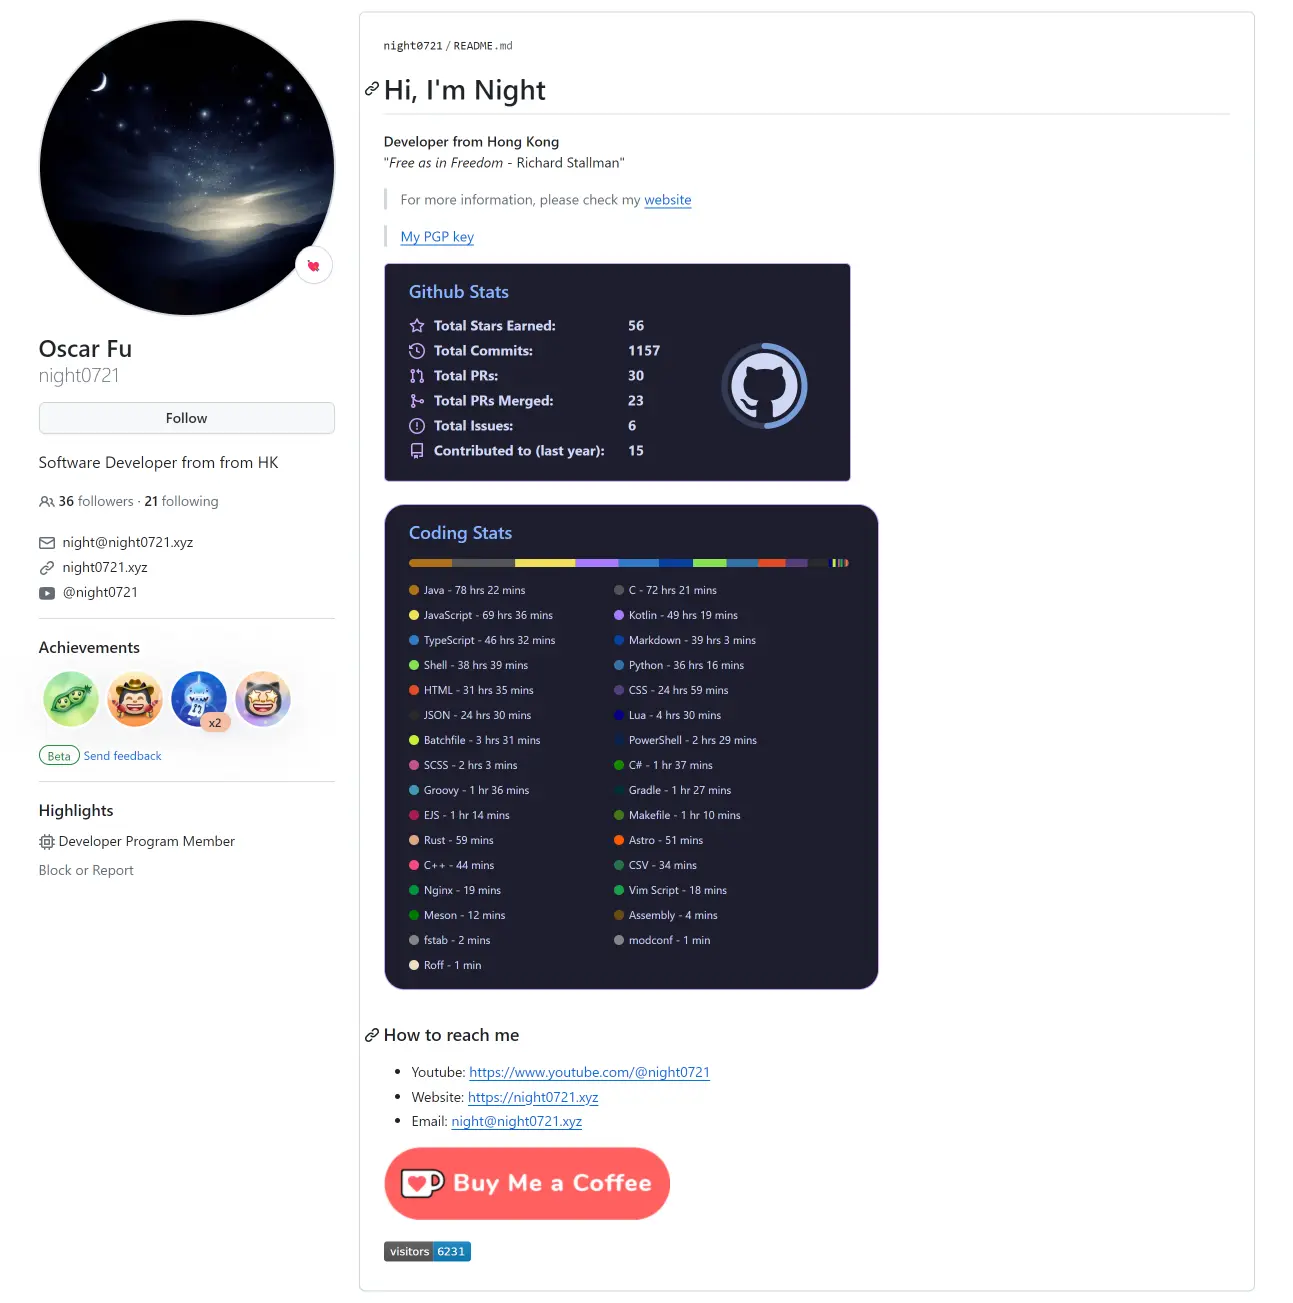 Oscar Fu
night0721
Follow
Software Developer from from HK
36 followers · 21 following
night@night0721.xyz
night0721.xyz
@night0721
Achievements
x2
Beta Send feedback
Highlights
Developer Program Member
Block or Report
night0721/README.md
Hi, I'm Night
Developer from Hong Kong
"Free as in Freedom - Richard Stallman"
For more information, please check my website
My PGP key
Github Stats
Total Stars Earned: 56
Total Commits: 1157
Total PRs: 30
Total PRs Merged: 23
Total Issues: 6
Contributed to (last year): 15
Coding Stats
Java - 78 hrs 22 mins C - 72 hrs 21 mins
JavaScript - 69 hrs 36 mins Kotlin - 49 hrs 19 mins
TypeScript - 46 hrs 32 mins Markdown - 39 hrs 3 mins
Shell - 38 hrs 39 mins Python - 36 hrs 16 mins
HTML - 31 hrs 35 mins CSS - 24 hrs 59 mins
JSON - 24 hrs 30 mins Lua - 4 hrs 30 mins
Batchfile - 3 hrs 31 mins PowerShell - 2 hrs 29 mins
SCSS - 2 hrs 3 mins C# - 1 hr 37 mins
Groovy - 1 hr 36 mins Gradle - 1 hr 27 mins
EJS - 1 hr 14 mins Makefile - 1 hr 10 mins
Rust - 59 mins Astro - 51 mins
C++ - 44 mins CSV - 34 mins
Nginx - 19 mins Vim Script - 18 mins
Meson - 12 mins Assembly - 4 mins
fstab - 2 mins modconf - 1 min
Roff - 1 min
How to reach me
Youtube: https://www.youtube.com/@night0721
Website: https://night0721.xyz
Email: night@night0721.xyz
Buy Me a Coffee
visitors 6231